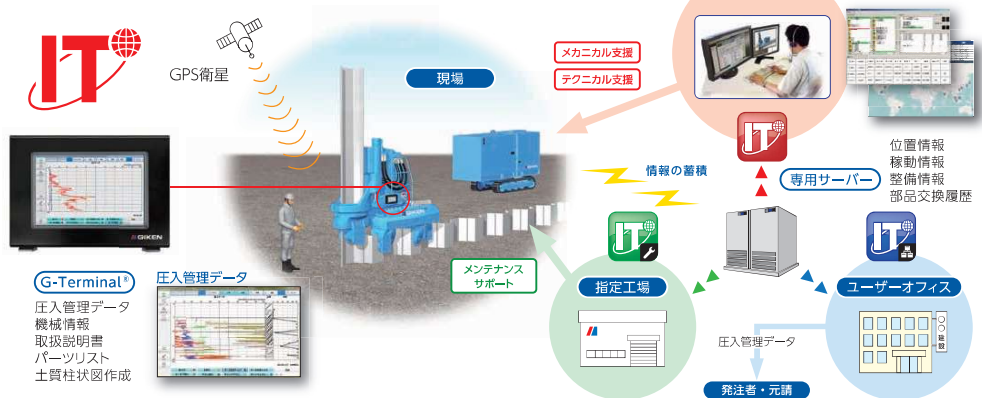 IT
GPS衛星
現場
メカニカル支援
テクニカル支援
IT
位置情報
稼動情報
整備情報
部品交換履歴
専用サーバー
情報の蓄積
GIKEN
G-Terminal®
圧入管理データ
機械情報
取扱説明書
パーツリスト
土質柱状図作成
圧入管理データ
メンテナンス
サポート
IT
指定工場
IT
ユーザーオフィス
○○建設
圧入管理データ
発注者・元請